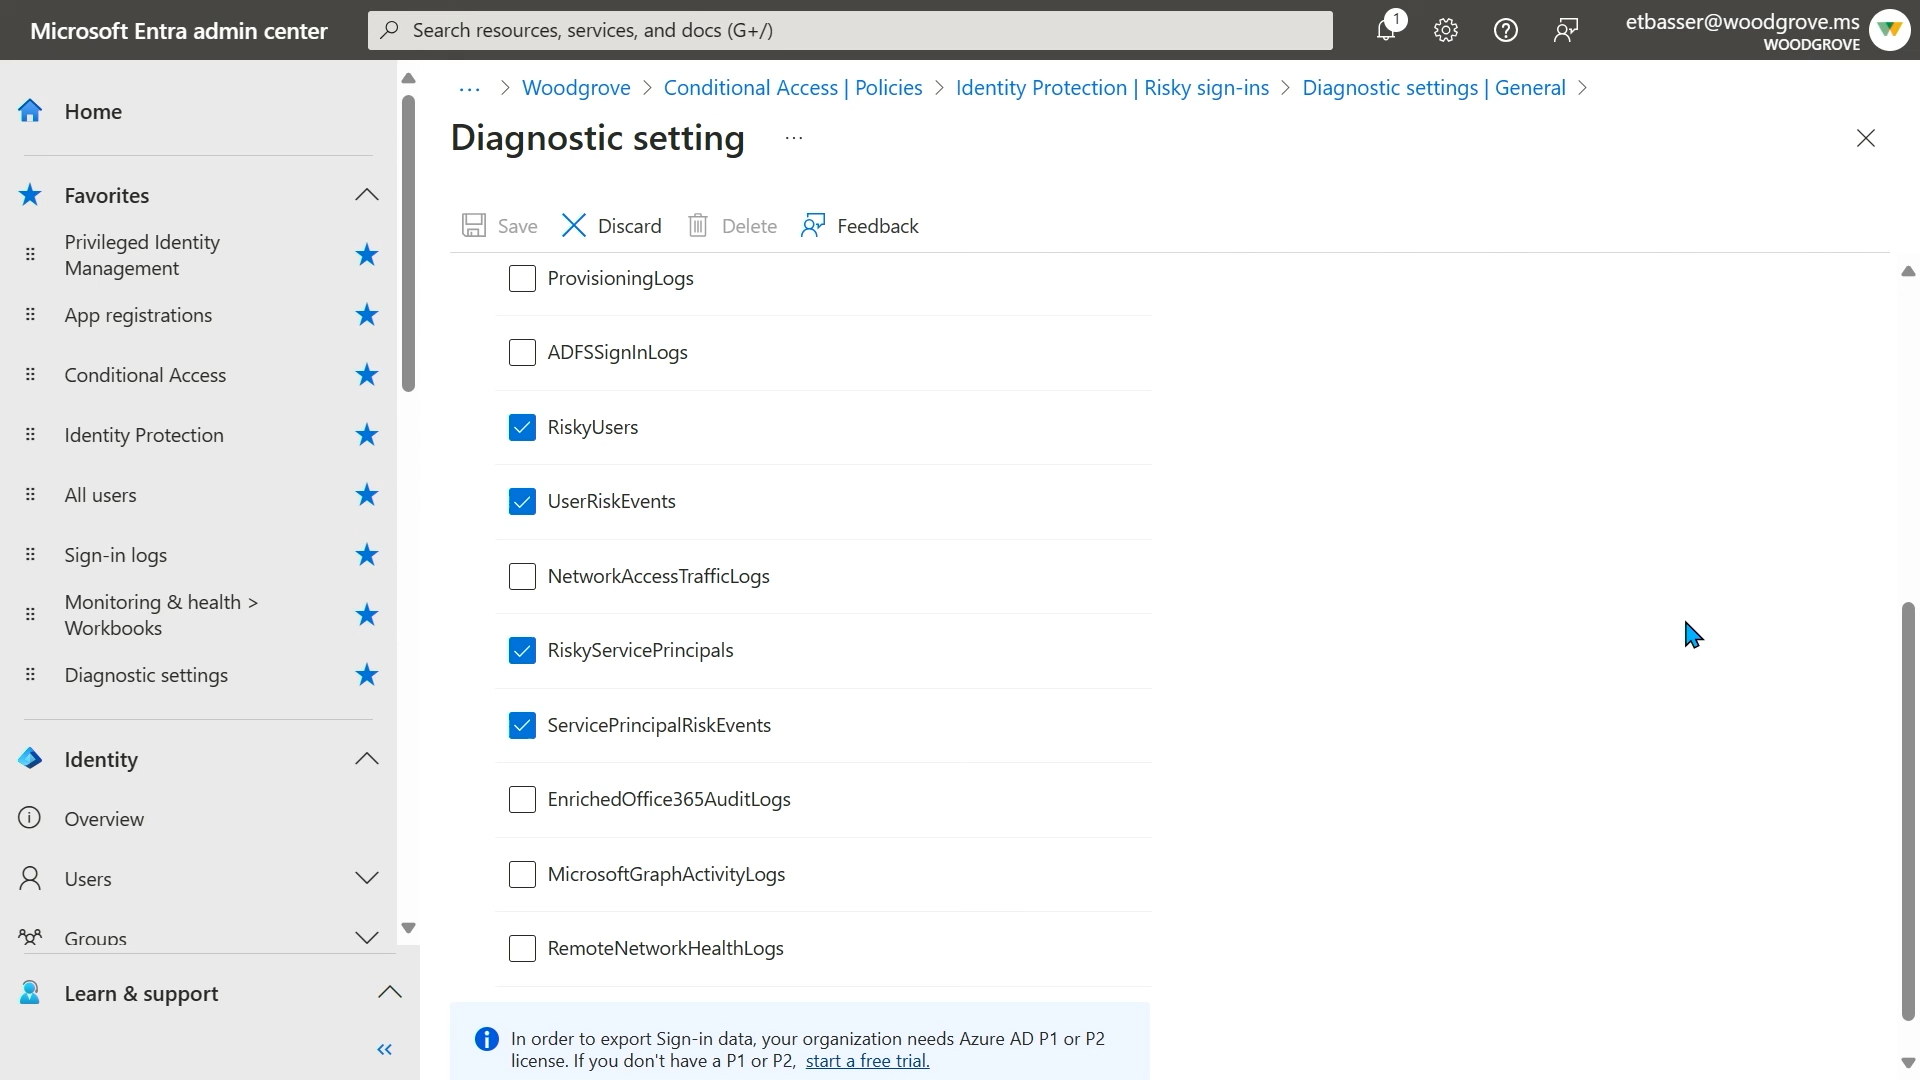 Microsoft Entra admin center
Search resources, services, and docs (G+/)
1
etbasser@woodgrove.ms
WOODGROVE
Home
Favorites
Privileged Identity
Management
App registrations
Conditional Access
Identity Protection
All users
Sign-in logs
Monitoring & health >
Workbooks
Diagnostic settings
Identity
Overview
Users
Groups
Learn & support
... > Woodgrove > Conditional Access | Policies > Identity Protection | Risky sign-ins > Diagnostic settings | General >
Diagnostic setting ...
Save Discard Delete Feedback
ProvisioningLogs
ADFSSignInLogs
RiskyUsers
UserRiskEvents
NetworkAccessTrafficLogs
RiskyServicePrincipals
ServicePrincipalRiskEvents
EnrichedOffice365AuditLogs
MicrosoftGraphActivityLogs
RemoteNetworkHealthLogs
In order to export Sign-in data, your organization needs Azure AD P1 or P2
license. If you don't have a P1 or P2, start a free trial.